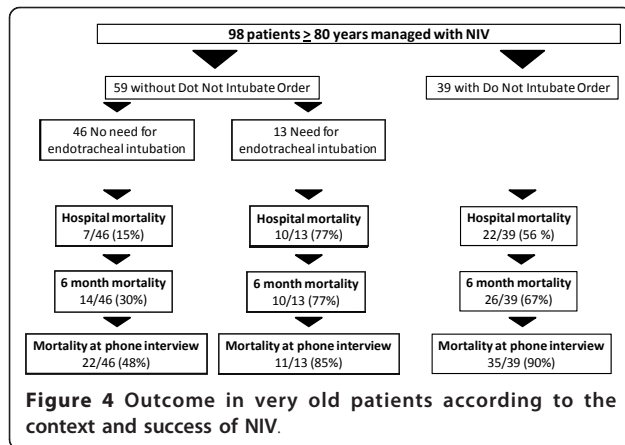 98 patients ≥ 80 years managed with NIV
59 without Dot Not Intubate Order
39 with Do Not Intubate Order
46 No need for
endotracheal intubation
13 Need for
endotracheal intubation
Hospital mortality
7/46 (15%)
Hospital mortality
10/13 (77%)
Hospital mortality
22/39 (56 %)
6 month mortality
14/46 (30%)
6 month mortality
10/13 (77%)
6 month mortality
26/39 (67%)
Mortality at phone interview
22/46 (48%)
Mortality at phone interview
11/13 (85%)
Mortality at phone interview
35/39 (90%)
Figure 4 Outcome in very old patients according to the
context and success of NIV.